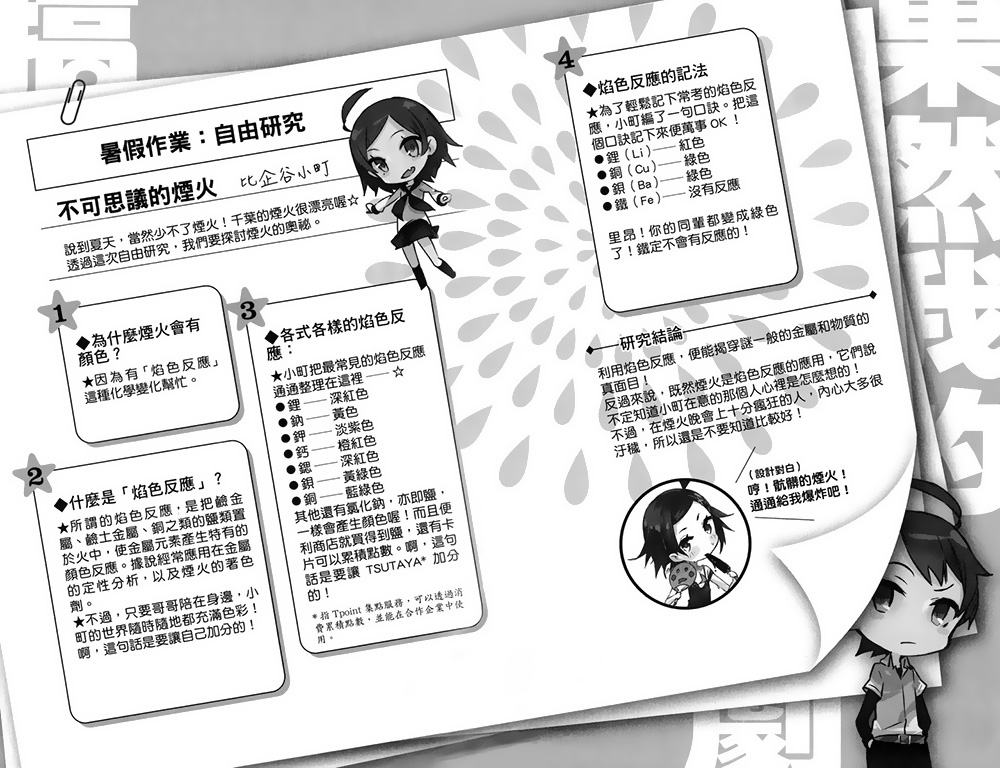 暑假作業：自由研究
不可思議的煙火
比企谷小町
說到夏天，當然少不了煙火！千葉的煙火很漂亮喔☆
透過這次自由研究，我們要探討煙火的奧祕。
1
◆為什麼煙火會有
顏色？
★因為有「焰色反應」
這種化學變化幫忙。
2
◆什麼是「焰色反應」？
★所謂的焰色反應，是把鹼金
屬、鹼土金屬、銅之類的鹽類置
於火中，使金屬元素產生特有的
顏色反應。據說經常應用在金屬
的定性分析，以及煙火的著色
劑。
★不過，只要哥哥陪在身邊，小
町的世界隨時隨地都充滿色彩！
啊，這句話是要讓自己加分的！
3
◆各式各樣的焰色反
應：
★小町把最常見的焰色反應
通通整理在這裡——☆
●鋰——深紅色
●鈉——黃色
●鉀——淡紫色
●鈣——橙紅色
●鍶——深紅色
●鋇——黃綠色
●銅——藍綠色
其他還有氯化鈉，亦即鹽，
一樣會產生顏色喔！而且便
利商店就買得到鹽，還有卡
片可以累積點數。啊，這句
話是要讓 TSUTAYA* 加分
的！
*指 Tpoint 集點服務，可以透過消
費累積點數，並能在合作企業中使
用。
4
◆焰色反應的記法
★為了輕鬆記下常考的焰色反
應，小町編了一句口訣。把這
個口訣記下來便萬事 OK！
●鋰（Li）——紅色
●銅（Cu）——綠色
●鋇（Ba）——綠色
●鐵（Fe）——沒有反應
里昂！你的同輩都變成綠色
了！鐵定不會有反應的！
研究結論
利用焰色反應，便能揭穿謎一般的金屬和物質的
真面目！
反過來說，既然煙火是焰色反應的應用，它們說
不定知道小町在意的那個人心裡是怎麼想的！
不過，在煙火晚會上十分瘋狂的人，內心大多很
汙穢，所以還是不要知道比較好！
（設計對白）
哼！骯髒的煙火！
通通給我爆炸吧！